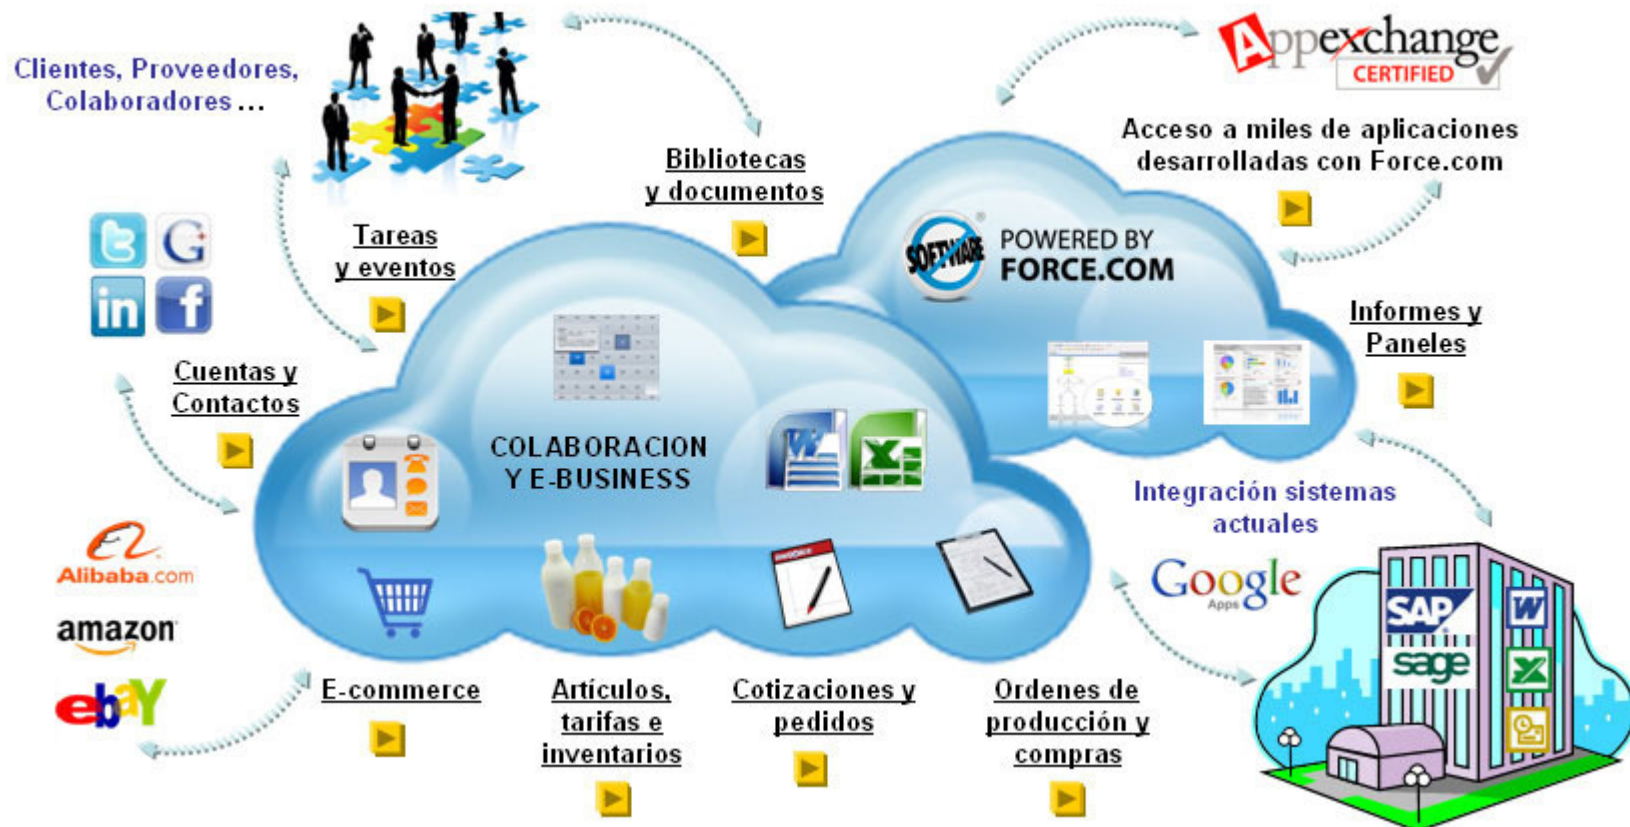 Clientes, Proveedores,
Colaboradores ...
Appexchange
CERTIFIED
Acceso a miles de aplicaciones
desarrolladas con Force.com
Bibliotecas
y documentos
Tareas
y eventos
SOFTWARE
®
POWERED BY
FORCE.COM
Informes y
Paneles
Cuentas y
Contactos
COLABORACION
Y E-BUSINESS
Integración sistemas
actuales
Google
Apps
Alibaba.com
amazon
ebay
SAP
sage
E-commerce
Artículos,
tarifas e
inventarios
Cotizaciones y
pedidos
Ordenes de
producción y
compras
t
G+
in
f
W
X
W
X